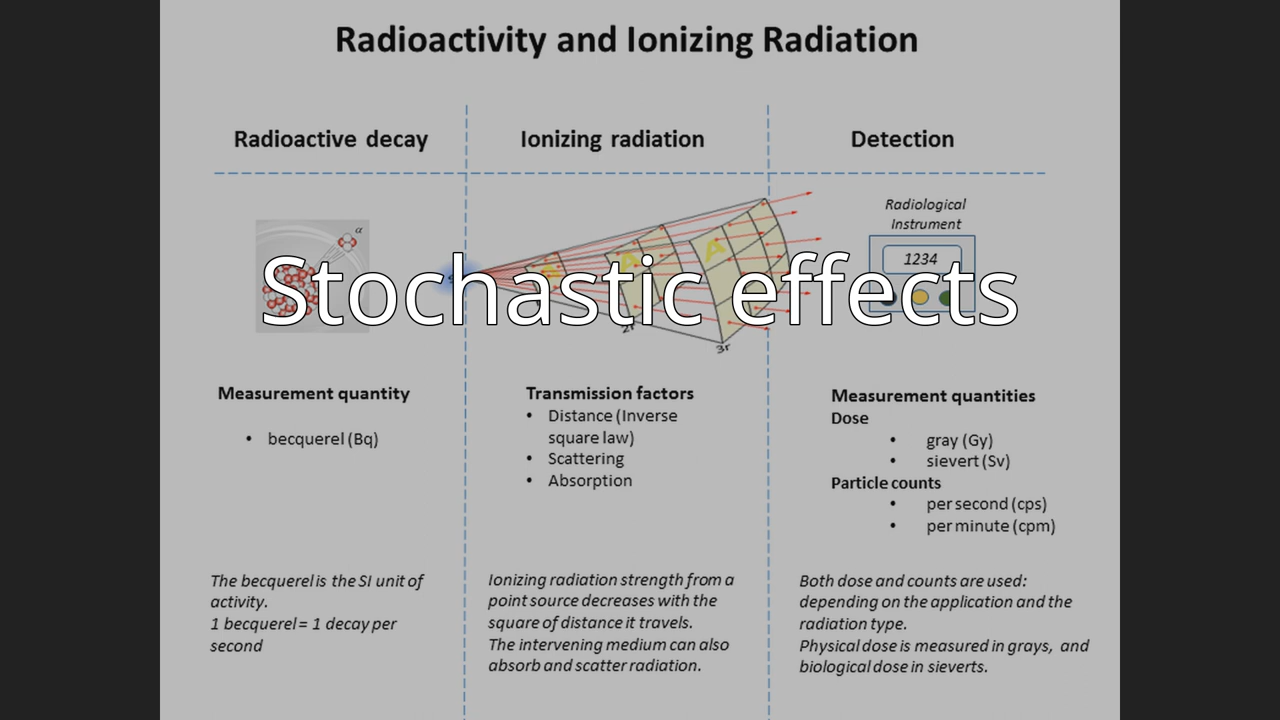 Radioactivity and Ionizing Radiation
Radioactive decay
Ionizing radiation
Detection
Radiological
Instrument
1234
α
A
A
2r
3r
Stochastic effects
Measurement quantity
• becquerel (Bq)
Transmission factors
• Distance (Inverse
square law)
• Scattering
• Absorption
Measurement quantities
Dose
• gray (Gy)
• sievert (Sv)
Particle counts
• per second (cps)
• per minute (cpm)
The becquerel is the SI unit of
activity.
1 becquerel = 1 decay per
second
Ionizing radiation strength from a
point source decreases with the
square of distance it travels.
The intervening medium can also
absorb and scatter radiation.
Both dose and counts are used:
depending on the application and the
radiation type.
Physical dose is measured in grays, and
biological dose in sieverts.